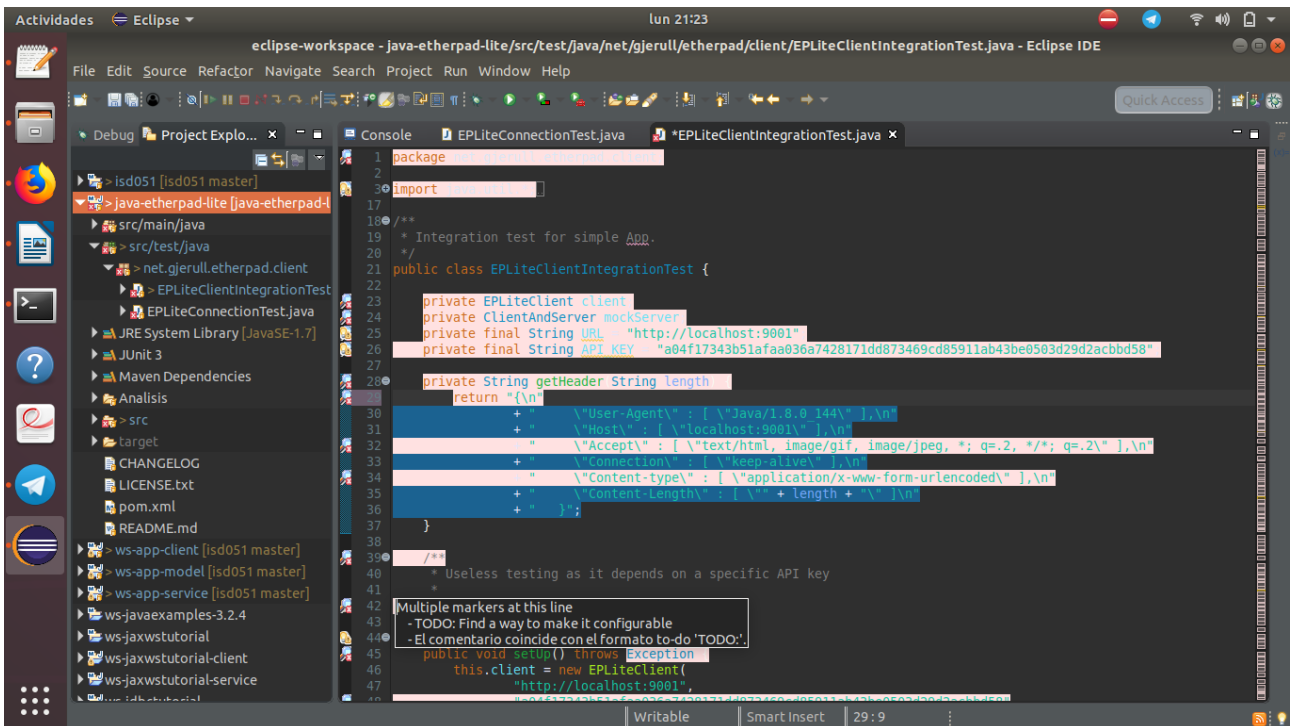 Actividades
Eclipse
lun 21:23
eclipse-workspace - java-etherpad-lite/src/test/java/net/gjerull/etherpad/client/EPLiteClientIntegrationTest.java - Eclipse IDE
File Edit Source Refactor Navigate Search Project Run Window Help
Quick Access
Debug
Project Explo...
Console
EPLiteConnectionTest.java
*EPLiteClientIntegrationTest.java
> isd051 [isd051 master]
> java-etherpad-lite [java-etherpad-l
src/main/java
> src/test/java
> net.gjerull.etherpad.client
> EPLiteClientIntegrationTest
EPLiteConnectionTest.java
JRE System Library [JavaSE-1.7]
JUnit 3
Maven Dependencies
Analisis
> src
> target
CHANGELOG
LICENSE.txt
pom.xml
README.md
> ws-app-client [isd051 master]
> ws-app-model [isd051 master]
> ws-app-service [isd051 master]
ws-javaexamples-3.2.4
ws-jaxwstutorial
ws-jaxwstutorial-client
ws-jaxwstutorial-service
1 package net.gjerull.etherpad.client
2
3 import java.util
17
18 /**
19 * Integration test for simple App.
20 */
21 public class EPLiteClientIntegrationTest {
22
23 private EPLiteClient client
24 private ClientAndServer mockServer
25 private final String URL "http://localhost:9001"
26 private final String API_KEY "a04f17343b51afaa036a7428171dd873469cd85911ab43be0503d29d2acbbd58"
27
28 private String getHeader String length
29 return "{\n"
30 + " \"User-Agent\" : [ \"Java/1.8.0_144\" ],\n"
31 + " \"Host\" : [ \"localhost:9001\" ],\n"
32 " \"Accept\" : [ \"text/html, image/gif, image/jpeg, *; q=.2, */*; q=.2\" ],\n"
33 + " \"Connection\" : [ \"keep-alive\" ],\n"
34 " \"Content-type\" : [ \"application/x-www-form-urlencoded\" ],\n"
35 + " \"Content-Length\" : [ \"" + length + "\" ]\n"
36 + " }";
37 }
38
39 /**
40 * Useless testing as it depends on a specific API key
41 *
42 Multiple markers at this line
43 - TODO: Find a way to make it configurable
44 - El comentario coincide con el formato to-do 'TODO:'.
45 public void setUp() throws Exception
46 this.client = new EPLiteClient(
47 "http://localhost:9001",
Writable
Smart Insert
29 : 9